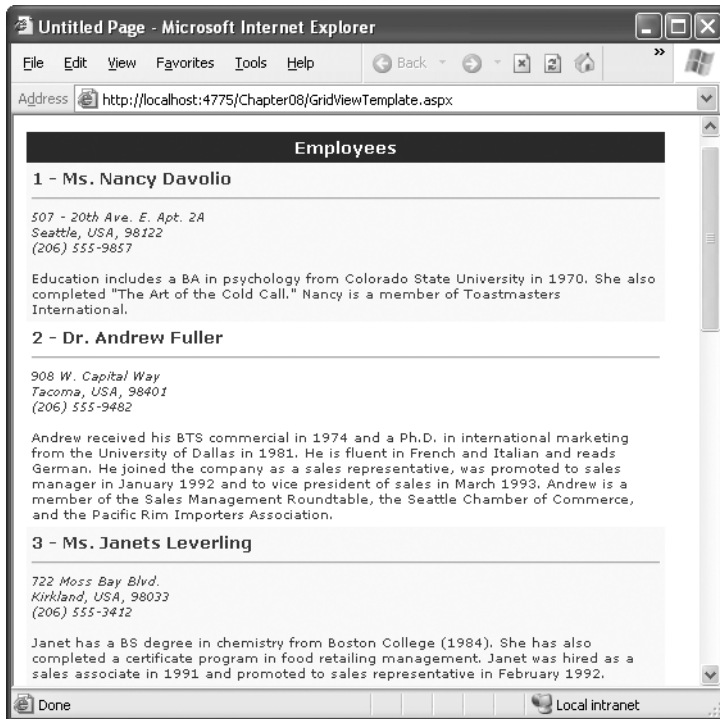 Untitled Page - Microsoft Internet Explorer
File Edit View Favorites Tools Help Back »
Address http://localhost:4775/Chapter08/GridViewTemplate.aspx
Employees
1 - Ms. Nancy Davolio
507 - 20th Ave. E. Apt. 2A
Seattle, USA, 98122
(206) 555-9857
Education includes a BA in psychology from Colorado State University in 1970. She also
completed "The Art of the Cold Call." Nancy is a member of Toastmasters
International.
2 - Dr. Andrew Fuller
908 W. Capital Way
Tacoma, USA, 98401
(206) 555-9482
Andrew received his BTS commercial in 1974 and a Ph.D. in international marketing
from the University of Dallas in 1981. He is fluent in French and Italian and reads
German. He joined the company as a sales representative, was promoted to sales
manager in January 1992 and to vice president of sales in March 1993. Andrew is a
member of the Sales Management Roundtable, the Seattle Chamber of Commerce,
and the Pacific Rim Importers Association.
3 - Ms. Janets Leverling
722 Moss Bay Blvd.
Kirkland, USA, 98033
(206) 555-3412
Janet has a BS degree in chemistry from Boston College (1984). She has also
completed a certificate program in food retailing management. Janet was hired as a
sales associate in 1991 and promoted to sales representative in February 1992.
Done Local intranet